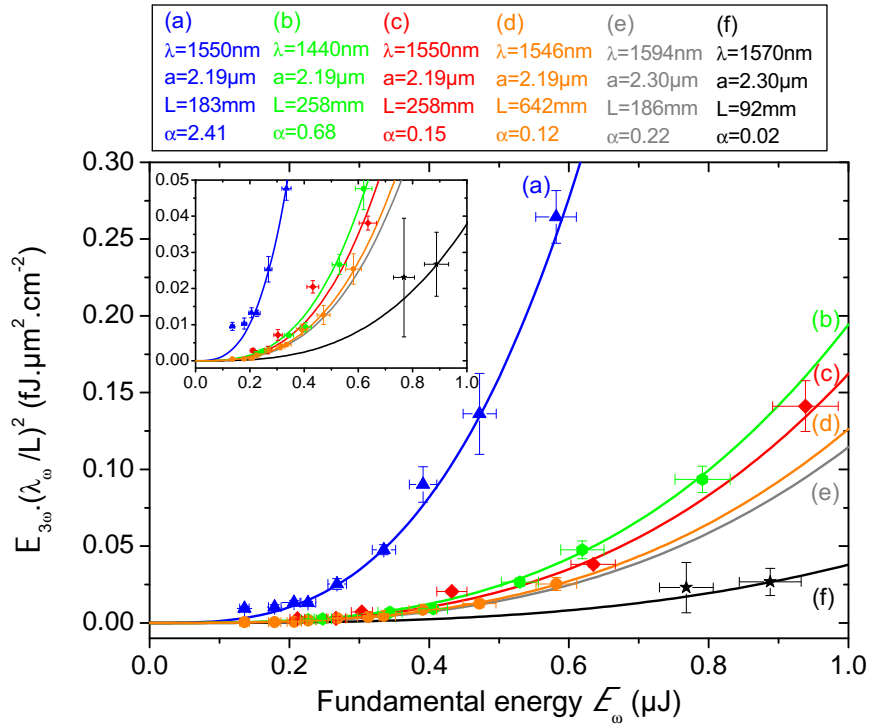 (a) (b) (c) (d) (e) (f)
λ=1550nm λ=1440nm λ=1550nm λ=1546nm λ=1594nm λ=1570nm
a=2.19μm a=2.19μm a=2.19μm a=2.19μm a=2.30μm a=2.30μm
L=183mm L=258mm L=258mm L=642mm L=186mm L=92mm
α=2.41 α=0.68 α=0.15 α=0.12 α=0.22 α=0.02
0.30
0.25
0.20
0.15
0.10
0.05
0.00
E3ω.(λω/L)² (fJ.μm².cm⁻²)
0.05
0.04
0.03
0.02
0.01
0.00
0.0 0.2 0.4 0.6 0.8 1.0
(a)
(b)
(c)
(d)
(e)
(f)
0.0 0.2 0.4 0.6 0.8 1.0
Fundamental energy Eω (μJ)